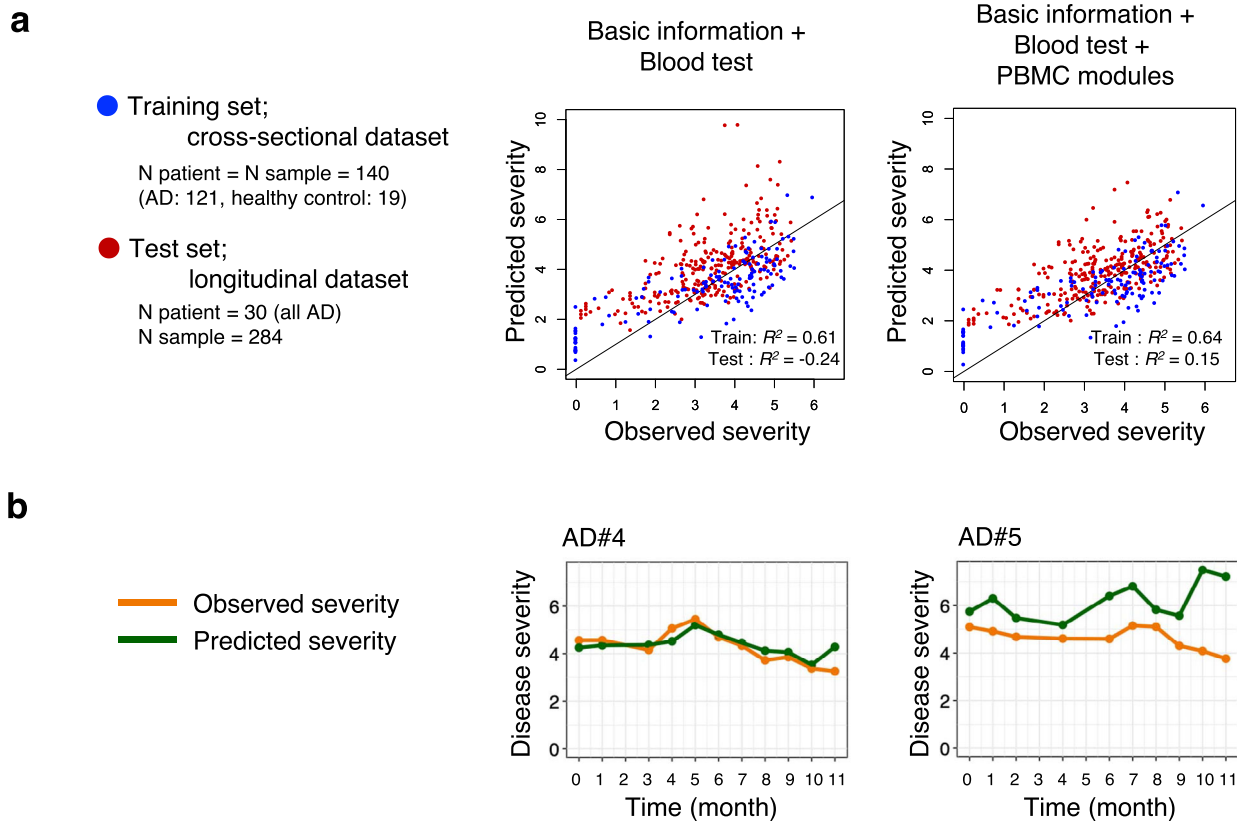 a
Training set;
cross-sectional dataset
N patient = N sample = 140
(AD: 121, healthy control: 19)
Test set;
longitudinal dataset
N patient = 30 (all AD)
N sample = 284
Basic information +
Blood test
Predicted severity
10
8
6
4
2
0
Train: R² = 0.61
Test : R² = -0.24
0 1 2 3 4 5 6
Observed severity
Basic information +
Blood test +
PBMC modules
Predicted severity
10
8
6
4
2
0
Train : R² = 0.64
Test : R² = 0.15
0 1 2 3 4 5 6
Observed severity
b
Observed severity
Predicted severity
AD#4
Disease severity
6
4
2
0
0 1 2 3 4 5 6 7 8 9 10 11
Time (month)
AD#5
Disease severity
6
4
2
0
0 1 2 3 4 5 6 7 8 9 10 11
Time (month)